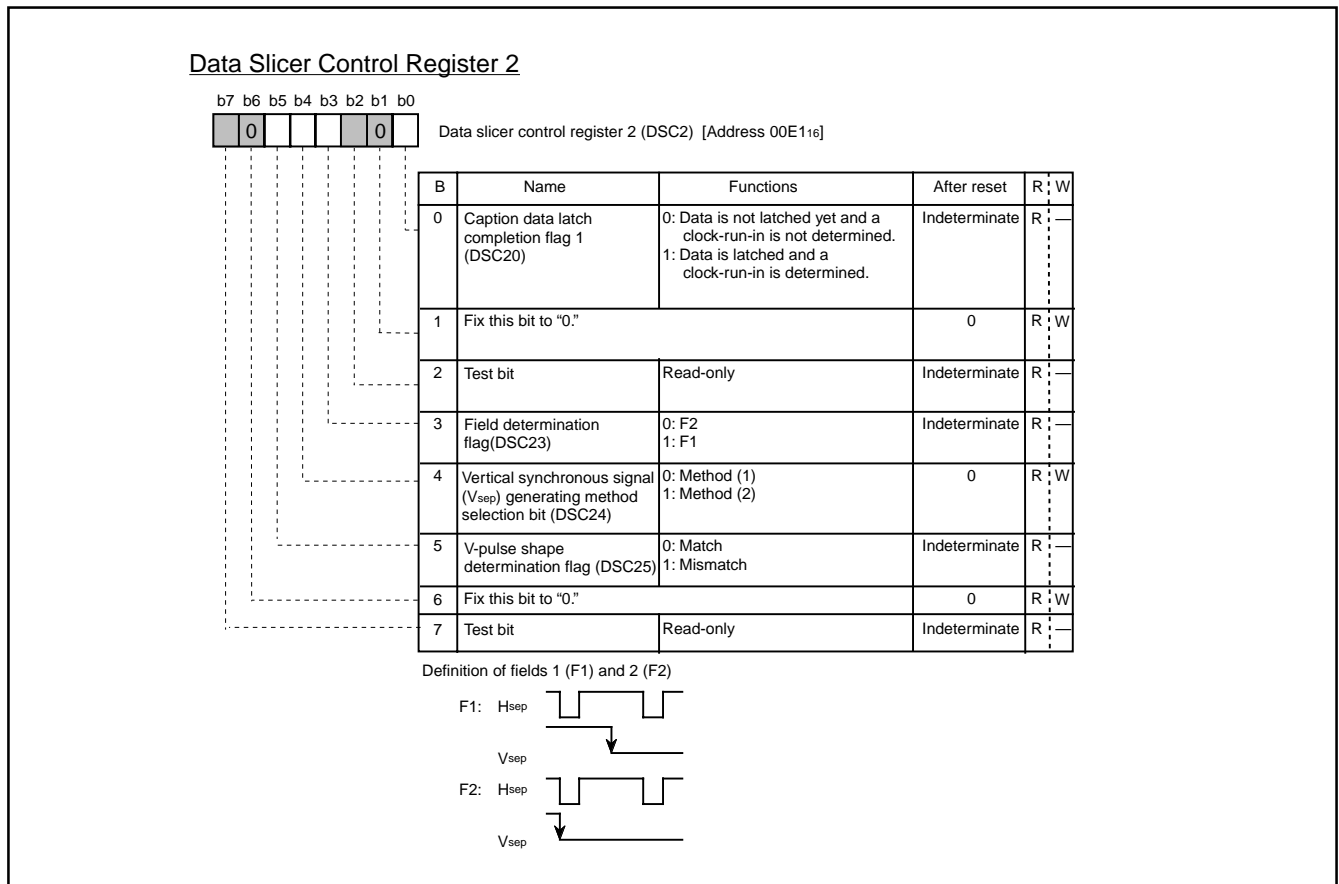 Data Slicer Control Register 2
b7 b6 b5 b4 b3 b2 b1 b0
0 0
Data slicer control register 2 (DSC2) [Address 00E116]
B Name Functions After reset R W
0 Caption data latch completion flag 1 (DSC20) 0: Data is not latched yet and a clock-run-in is not determined. 1: Data is latched and a clock-run-in is determined. Indeterminate R —
1 Fix this bit to “0.” 0 R W
2 Test bit Read-only Indeterminate R —
3 Field determination flag(DSC23) 0: F2 1: F1 Indeterminate R —
4 Vertical synchronous signal (Vsep) generating method selection bit (DSC24) 0: Method (1) 1: Method (2) 0 R W
5 V-pulse shape determination flag (DSC25) 0: Match 1: Mismatch Indeterminate R —
6 Fix this bit to “0.” 0 R W
7 Test bit Read-only Indeterminate R —
Definition of fields 1 (F1) and 2 (F2)
F1: Hsep
Vsep
F2: Hsep
Vsep